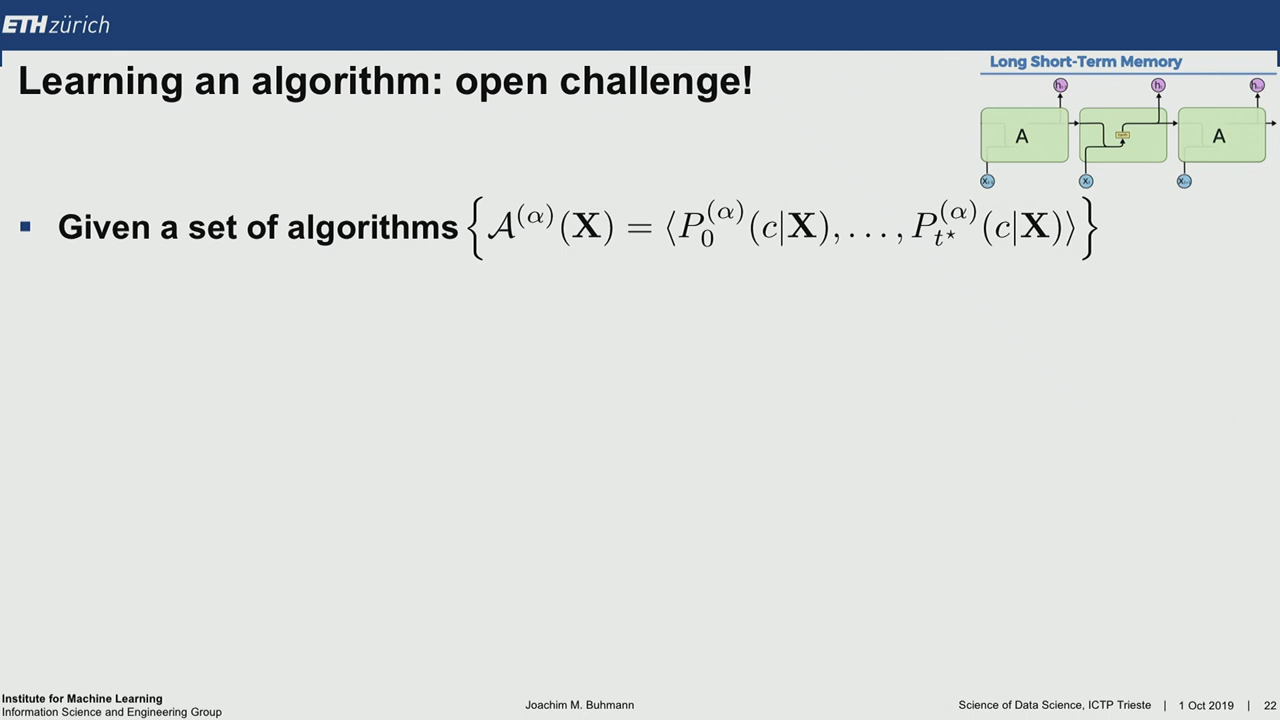 ETH zürich
Long Short-Term Memory
Learning an algorithm: open challenge!
A A
▪ Given a set of algorithms $\left\{ \mathcal{A}^{(\alpha)}(\mathbf{X}) = \langle P_0^{(\alpha)}(c|\mathbf{X}), \ldots, P_{t^\star}^{(\alpha)}(c|\mathbf{X}) \rangle \right\}$
Institute for Machine Learning
Information Science and Engineering Group
Joachim M. Buhmann
Science of Data Science, ICTP Trieste | 1 Oct 2019 | 22